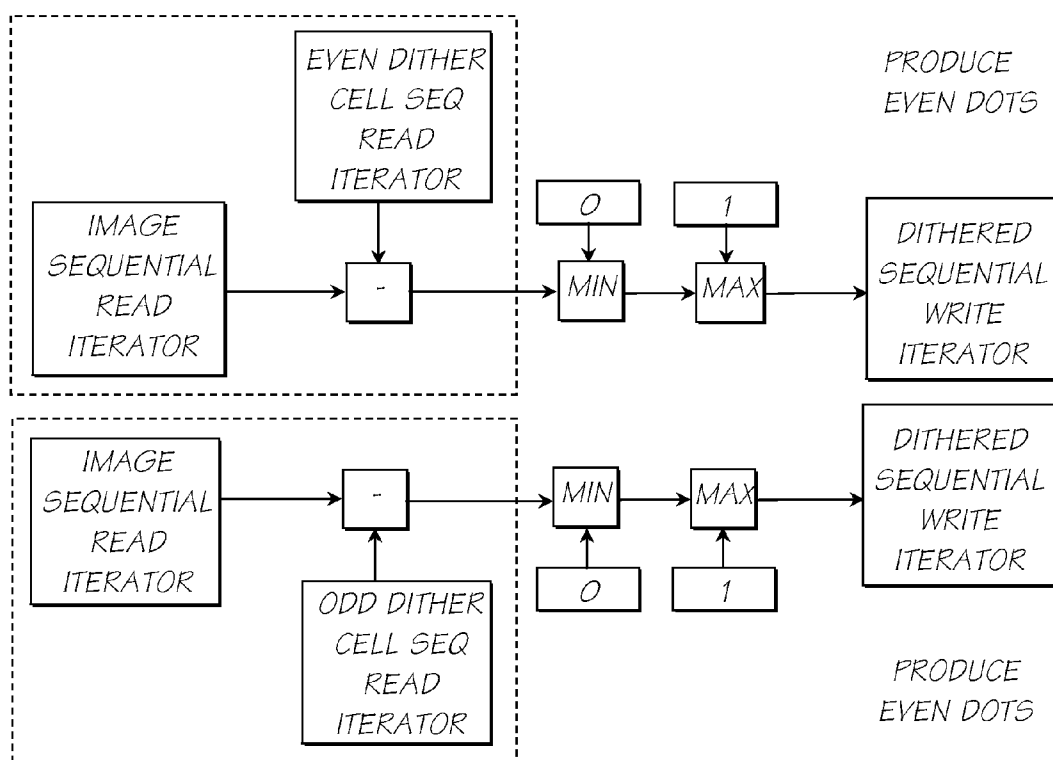 EVEN DITHER
CELL SEQ
READ
ITERATOR
PRODUCE
EVEN DOTS
IMAGE
SEQUENTIAL
READ
ITERATOR
-
0
1
MIN
MAX
DITHERED
SEQUENTIAL
WRITE
ITERATOR
IMAGE
SEQUENTIAL
READ
ITERATOR
-
MIN
MAX
0
1
DITHERED
SEQUENTIAL
WRITE
ITERATOR
ODD DITHER
CELL SEQ
READ
ITERATOR
PRODUCE
EVEN DOTS